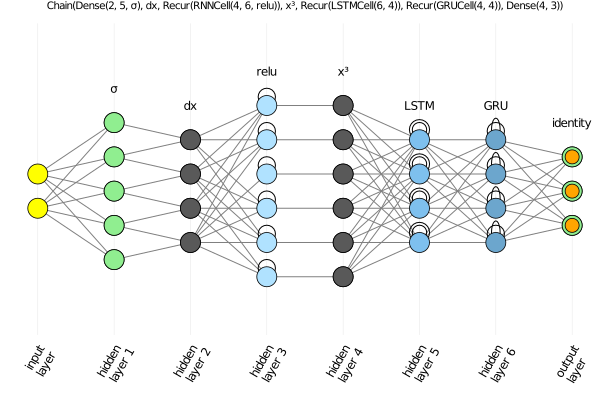 Chain(Dense(2, 5, σ), dx, Recur(RNNCell(4, 6, relu)), x³, Recur(LSTMCell(6, 4)), Recur(GRUCell(4, 4)), Dense(4, 3))
relu
x³
σ
dx
LSTM
GRU
identity
input
layer
hidden
layer 1
hidden
layer 2
hidden
layer 3
hidden
layer 4
hidden
layer 5
hidden
layer 6
output
layer